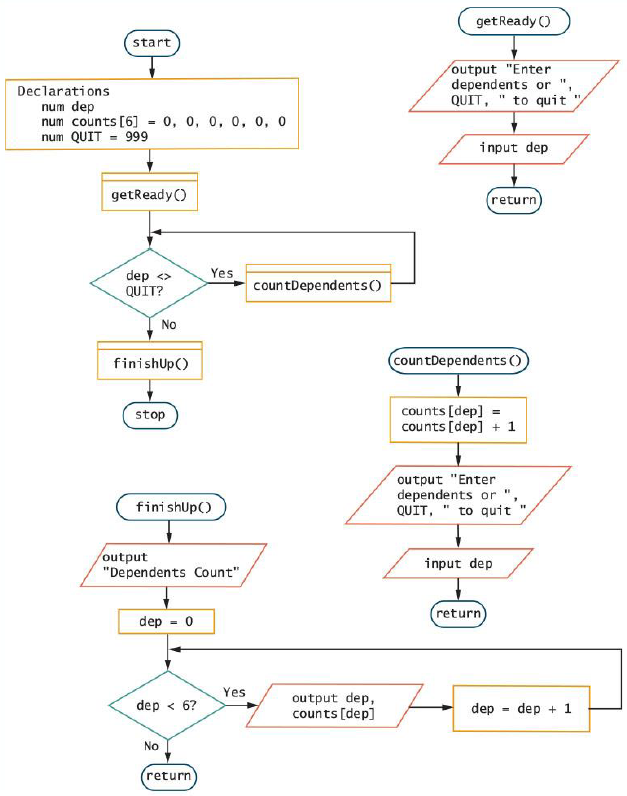 start
Declarations
num dep
num counts[6] = 0, 0, 0, 0, 0, 0
num QUIT = 999
getReady()
dep <>
QUIT?
Yes
countDependents()
No
finishUp()
stop
getReady()
output "Enter
dependents or ",
QUIT, " to quit "
input dep
return
countDependents()
counts[dep] =
counts[dep] + 1
output "Enter
dependents or ",
QUIT, " to quit "
input dep
return
finishUp()
output
"Dependents Count"
dep = 0
dep < 6?
Yes
output dep,
counts[dep]
dep = dep + 1
No
return